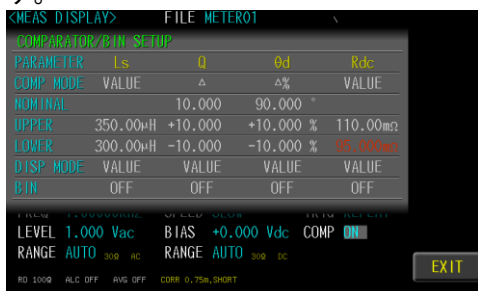 <MEAS DISPLAY> FILE METER01
COMPARATOR/BIN SETUP
PARAMETER Ls Q θd Rdc
COMP MODE VALUE △ △% VALUE
NOMINAL 10.000 90.000 °
UPPER 350.00μH +10.000 +10.000 % 110.00mΩ
LOWER 300.00μH -10.000 -10.000 % 95.000mΩ
DISP MODE VALUE VALUE VALUE VALUE
BIN OFF OFF OFF OFF
LEVEL 1.000 Vac BIAS +0.000 Vdc COMP ON
RANGE AUTO 30Ω AC RANGE AUTO 30Ω DC
EXIT
RO 100Ω ALC OFF AVG OFF CORR 0.75m,SHORT